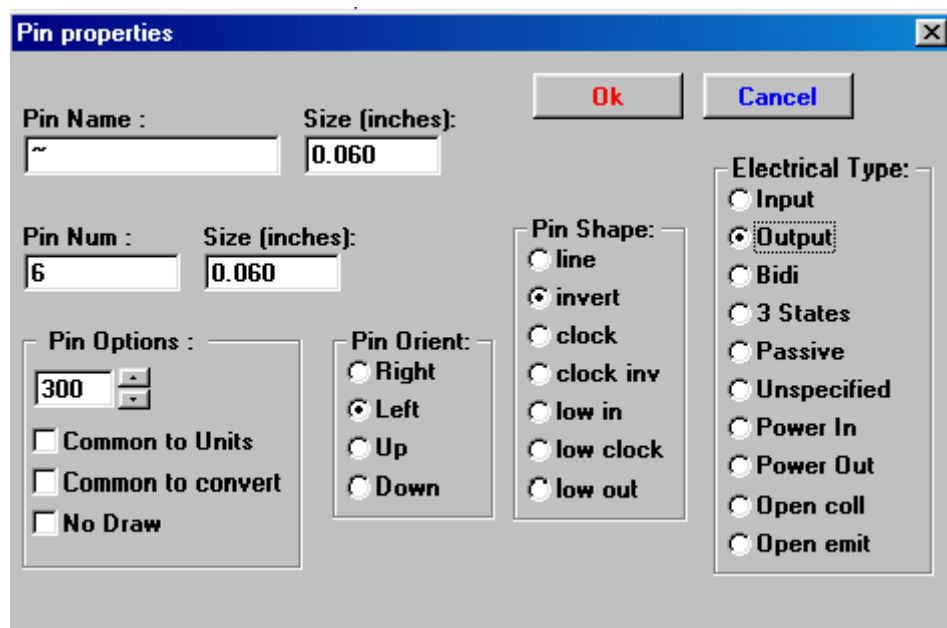 Pin properties
Ok
Cancel
Pin Name :
Size (inches):
~
0.060
Pin Num :
Size (inches):
6
0.060
Pin Options :
300
Common to Units
Common to convert
No Draw
Pin Orient:
Right
Left
Up
Down
Pin Shape:
line
invert
clock
clock inv
low in
low clock
low out
Electrical Type:
Input
Output
Bidi
3 States
Passive
Unspecified
Power In
Power Out
Open coll
Open emit